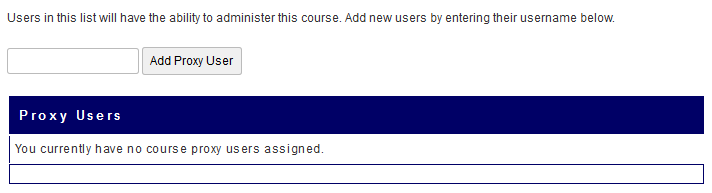 Users in this list will have the ability to administer this course. Add new users by entering their username below.
Add Proxy User
Proxy Users
You currently have no course proxy users assigned.